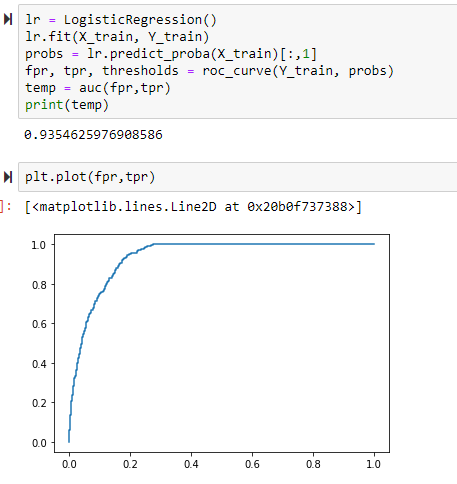 lr = LogisticRegression()
lr.fit(X_train, Y_train)
probs = lr.predict_proba(X_train)[:,1]
fpr, tpr, thresholds = roc_curve(Y_train, probs)
temp = auc(fpr,tpr)
print(temp)
0.9354625976908586
plt.plot(fpr,tpr)
]: [<matplotlib.lines.Line2D at 0x20b0f737388>]
1.0
0.8
0.6
0.4
0.2
0.0
0.0 0.2 0.4 0.6 0.8 1.0